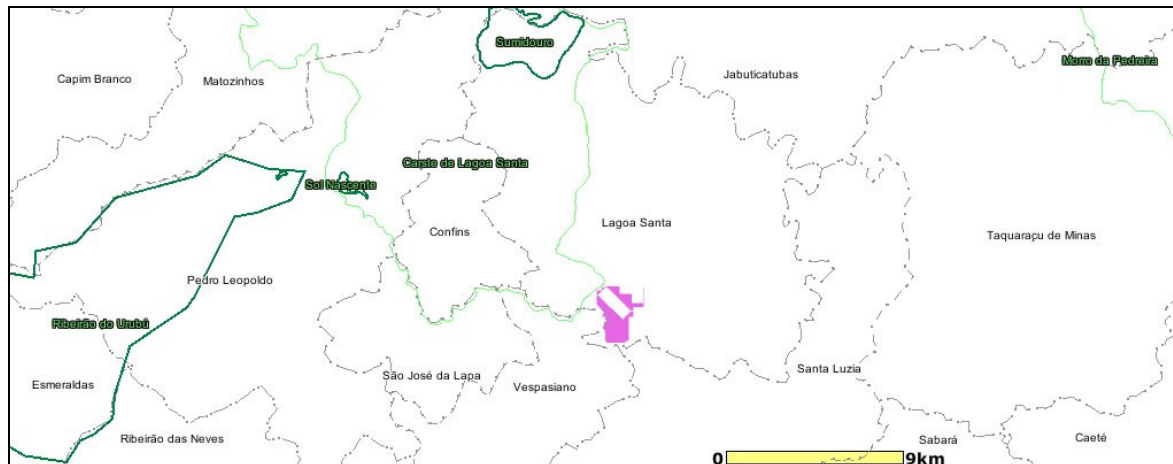 Sumidouro
Morro da Pedreira
Capim Branco
Matozinhos
Jabuticatubas
Carste de Lagoa Santa
Sol Nascente
Lagoa Santa
Confins
Taquaraçu de Minas
Pedro Leopoldo
Ribeirão do Urubú
Esmeraldas
São José da Lapa
Vespasiano
Santa Luzia
Ribeirão das Neves
Sabará
Caeté
0 9km